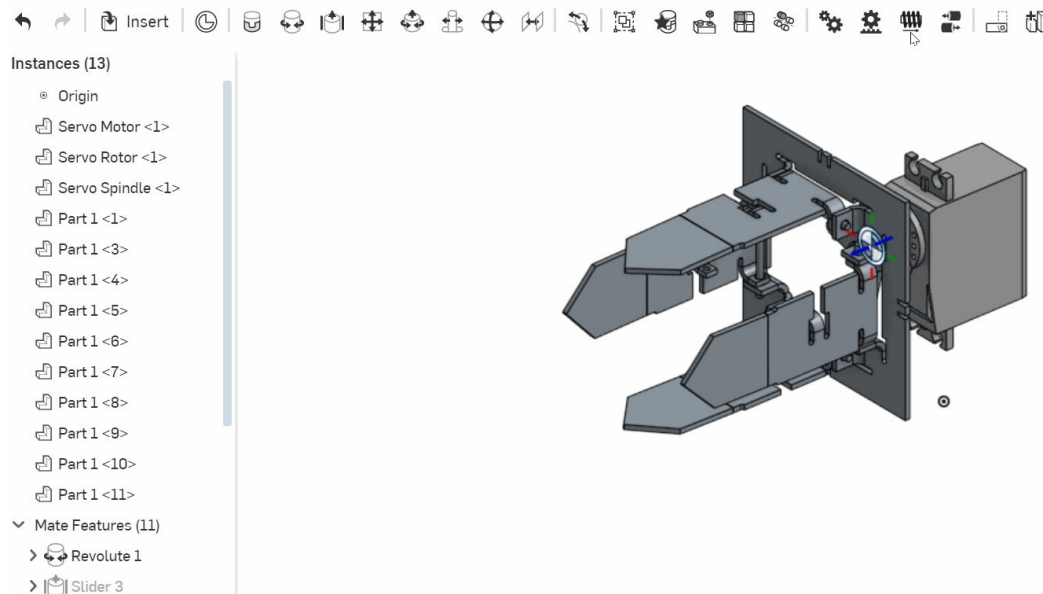 Insert
Instances (13)
Origin
Servo Motor <1>
Servo Rotor <1>
Servo Spindle <1>
Part 1 <1>
Part 1 <3>
Part 1 <4>
Part 1 <5>
Part 1 <6>
Part 1 <7>
Part 1 <8>
Part 1 <9>
Part 1 <10>
Part 1 <11>
Mate Features (11)
Revolute 1
Slider 3